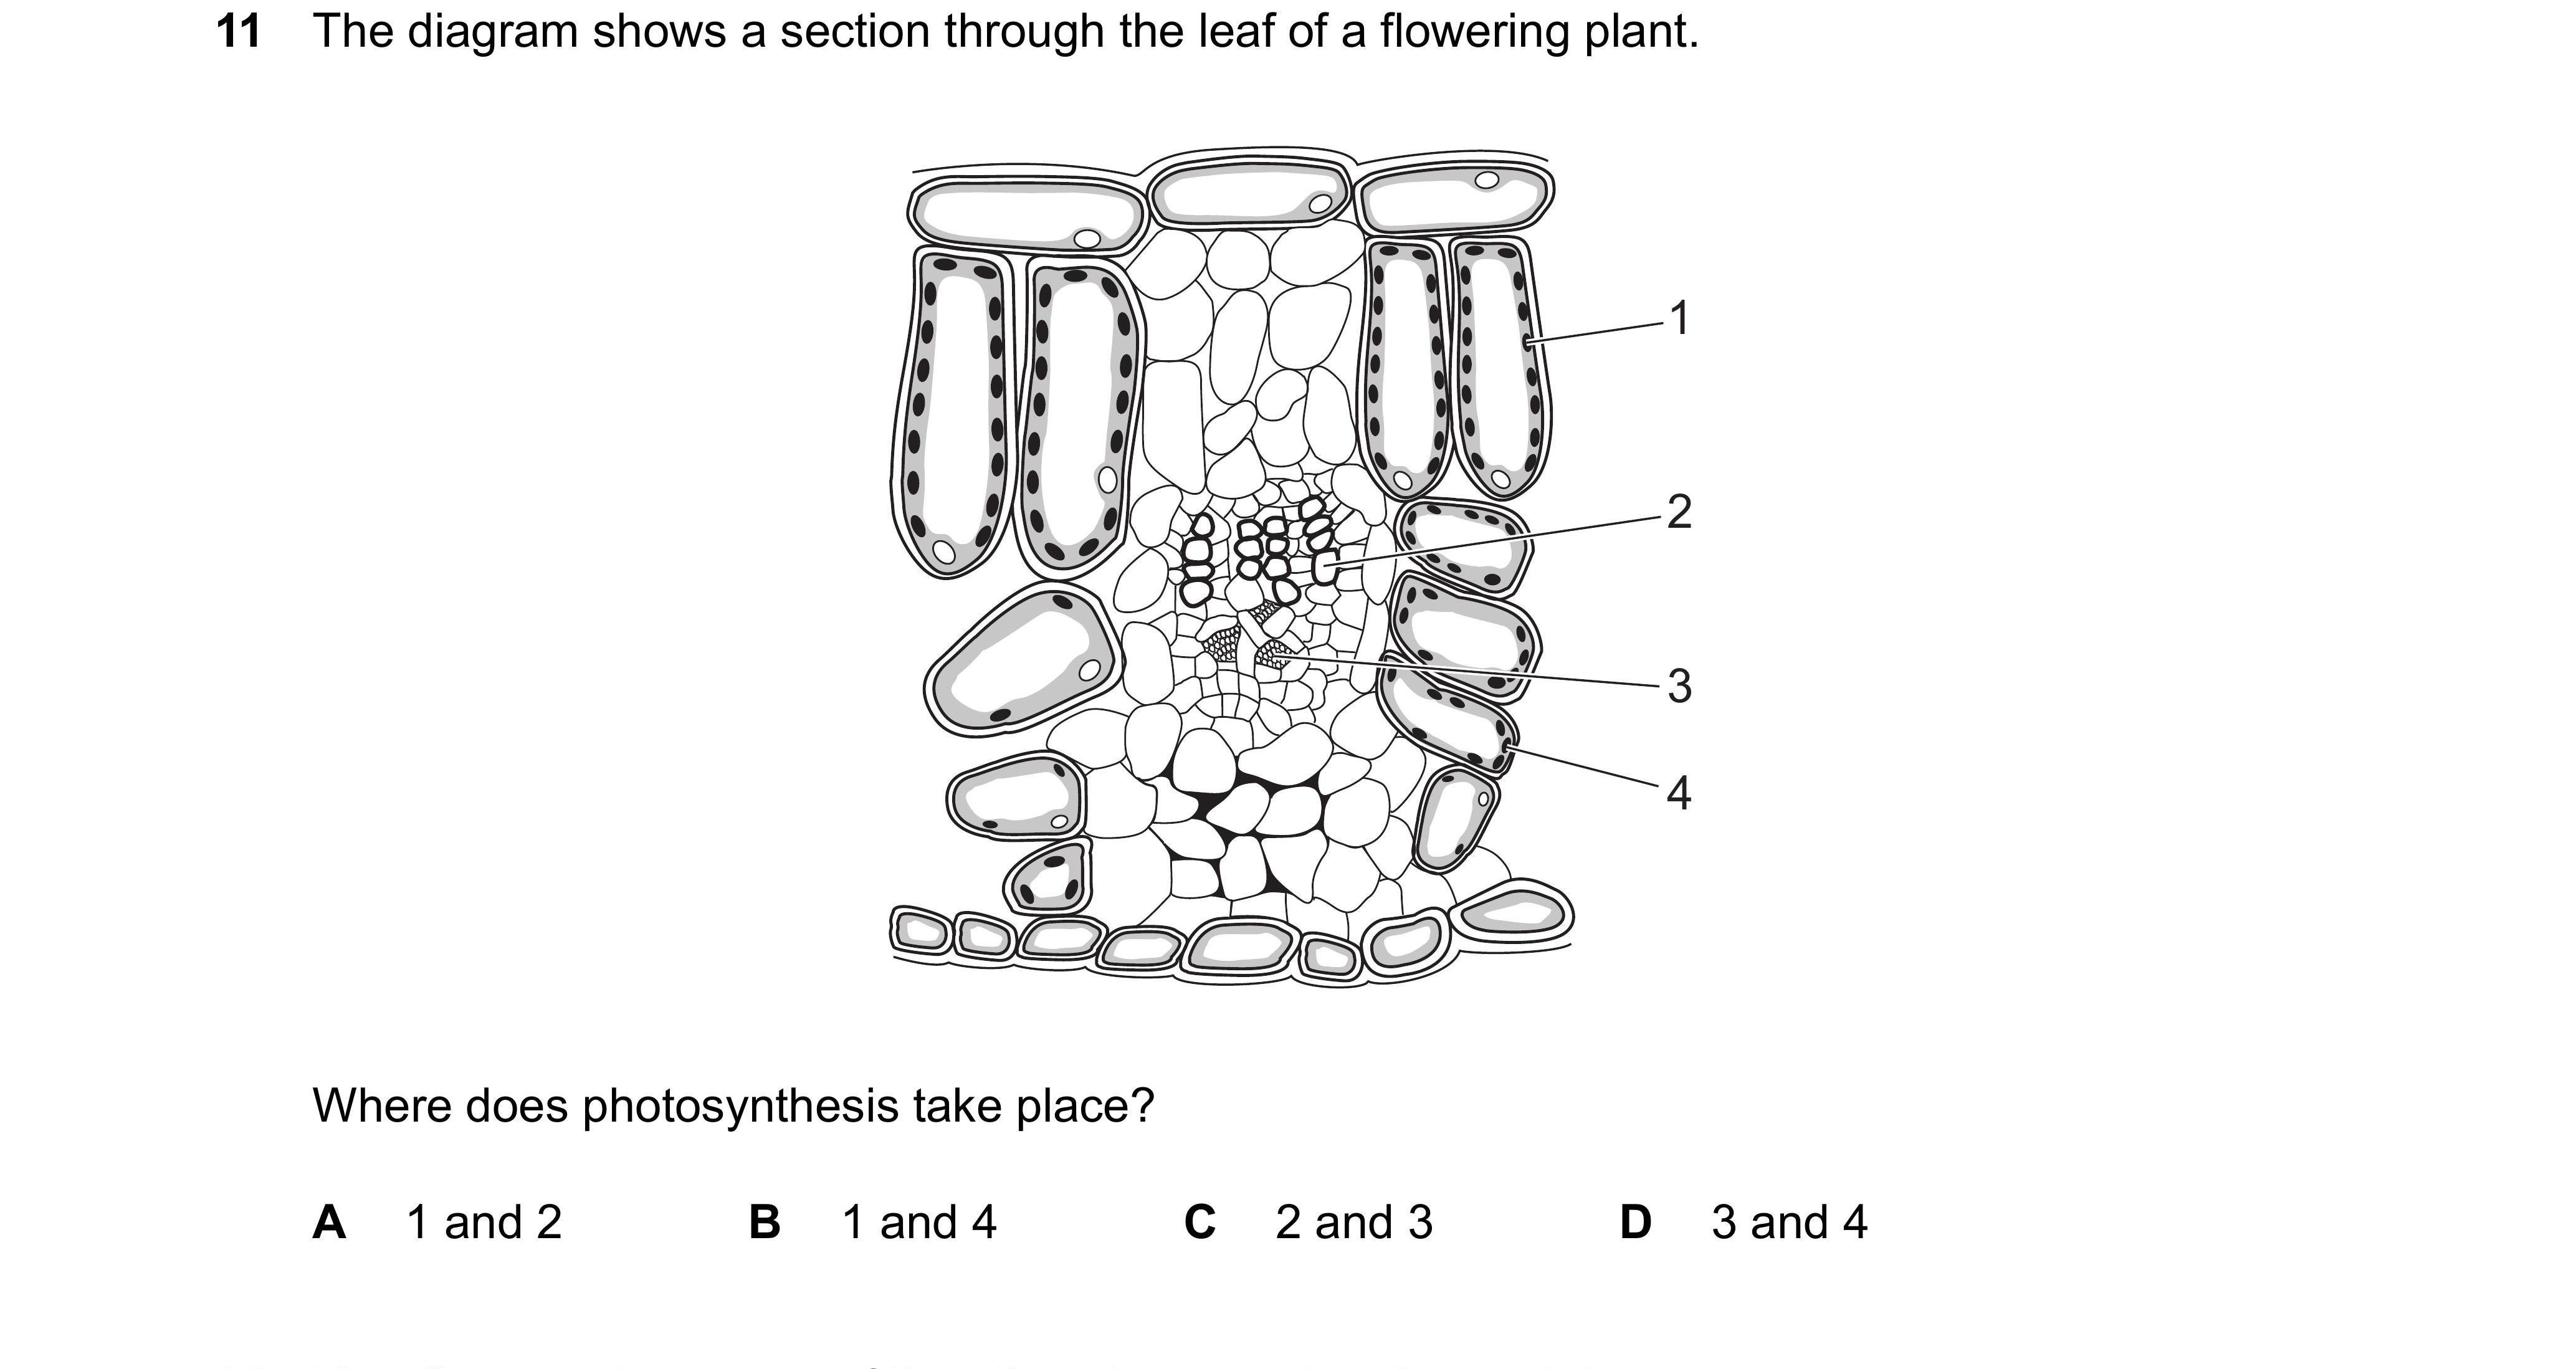 11 The diagram shows a section through the leaf of a flowering plant.
1
2
3
4
Where does photosynthesis take place?
A 1 and 2 B 1 and 4 C 2 and 3 D 3 and 4